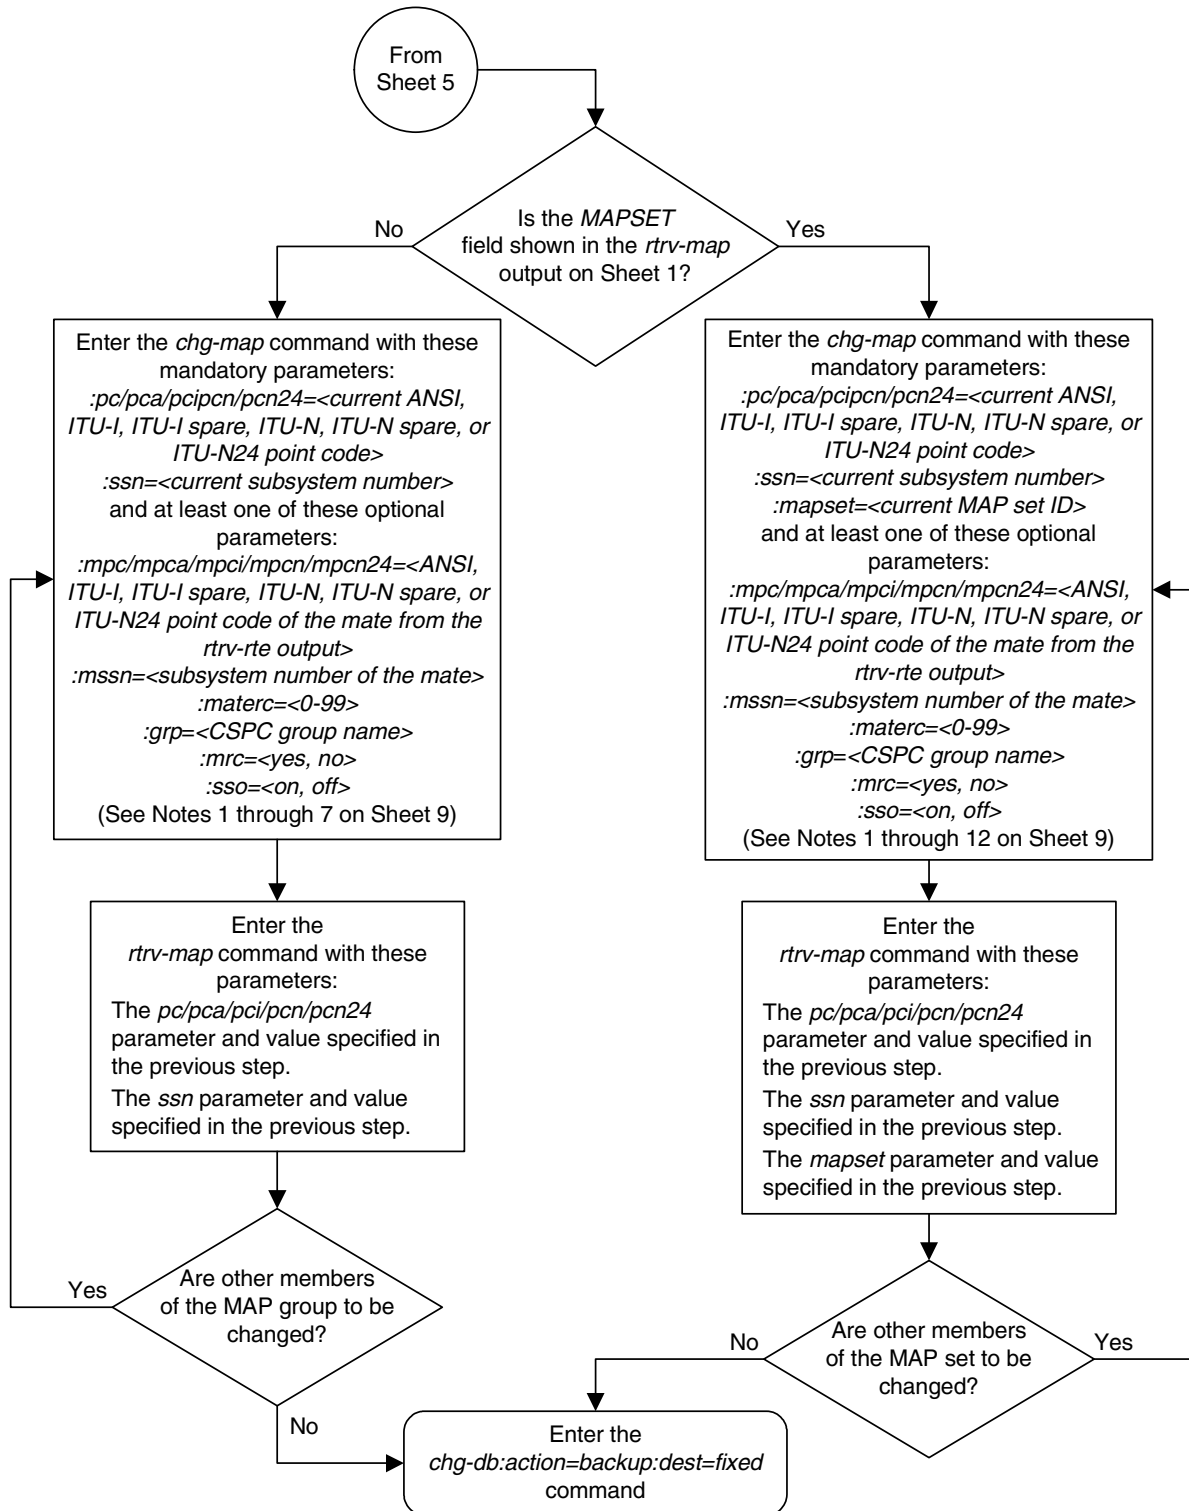 From
Sheet 5
Is the MAPSET
field shown in the rtrv-map
output on Sheet 1?
No
Yes
Enter the chg-map command with these
mandatory parameters:
:pc/pca/pcipcn/pcn24=<current ANSI,
ITU-I, ITU-I spare, ITU-N, ITU-N spare, or
ITU-N24 point code>
:ssn=<current subsystem number>
and at least one of these optional
parameters:
:mpc/mpca/mpci/mpcn/mpcn24=<ANSI,
ITU-I, ITU-I spare, ITU-N, ITU-N spare, or
ITU-N24 point code of the mate from the
rtrv-rte output>
:mssn=<subsystem number of the mate>
:materc=<0-99>
:grp=<CSPC group name>
:mrc=<yes, no>
:sso=<on, off>
(See Notes 1 through 7 on Sheet 9)
Enter the chg-map command with these
mandatory parameters:
:pc/pca/pcipcn/pcn24=<current ANSI,
ITU-I, ITU-I spare, ITU-N, ITU-N spare, or
ITU-N24 point code>
:ssn=<current subsystem number>
:mapset=<current MAP set ID>
and at least one of these optional
parameters:
:mpc/mpca/mpci/mpcn/mpcn24=<ANSI,
ITU-I, ITU-I spare, ITU-N, ITU-N spare, or
ITU-N24 point code of the mate from the
rtrv-rte output>
:mssn=<subsystem number of the mate>
:materc=<0-99>
:grp=<CSPC group name>
:mrc=<yes, no>
:sso=<on, off>
(See Notes 1 through 12 on Sheet 9)
Enter the
rtrv-map command with these
parameters:
The pc/pca/pci/pcn/pcn24
parameter and value specified in
the previous step.
The ssn parameter and value
specified in the previous step.
Enter the
rtrv-map command with these
parameters:
The pc/pca/pci/pcn/pcn24
parameter and value specified in
the previous step.
The ssn parameter and value
specified in the previous step.
The mapset parameter and value
specified in the previous step.
Yes
Are other members
of the MAP group to be
changed?
No
No
Are other members
of the MAP set to be
changed?
Yes
Enter the
chg-db:action=backup:dest=fixed
command